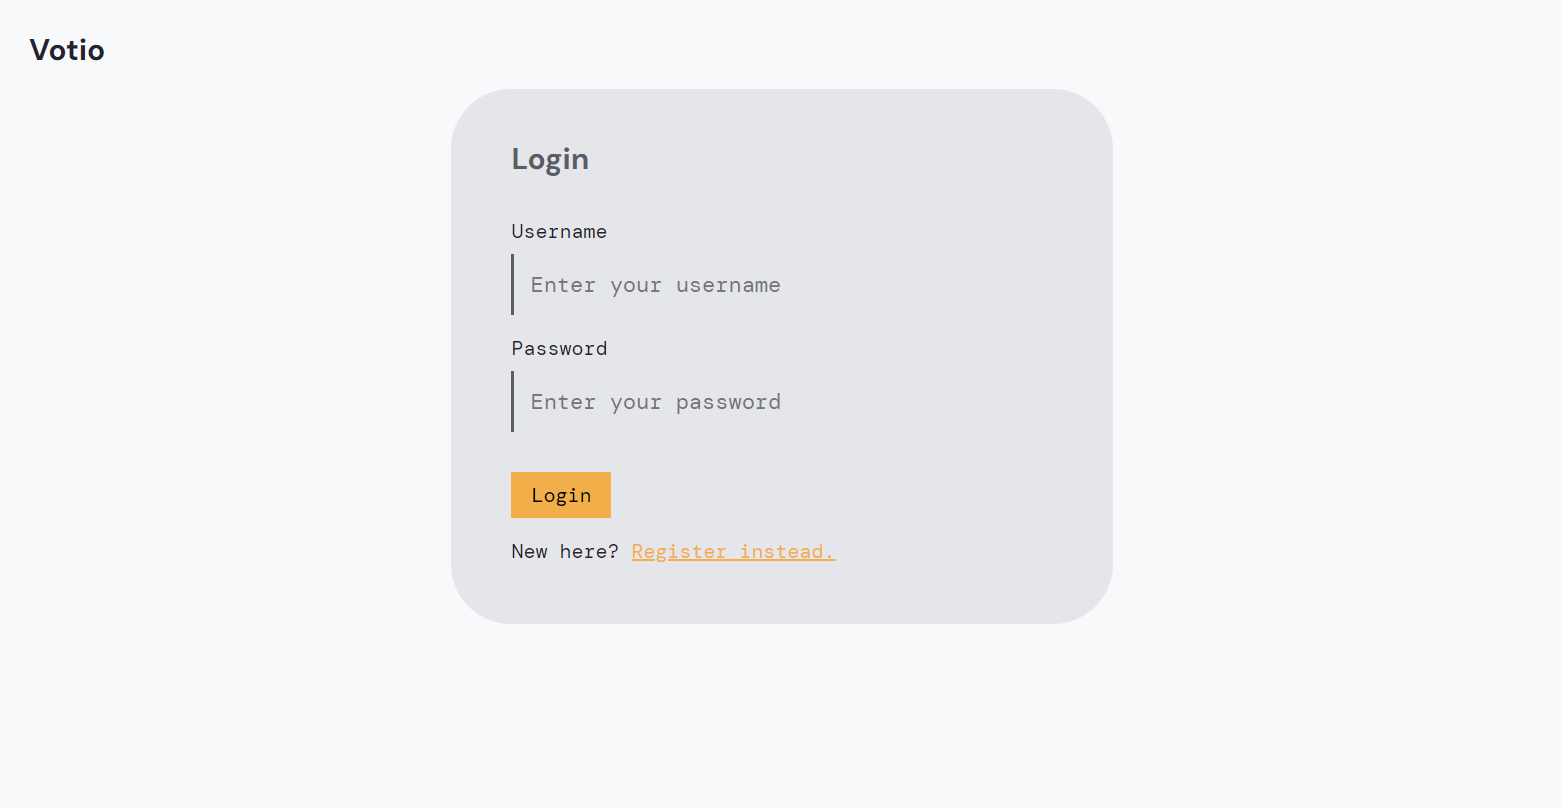 Votio
Login
Username
Enter your username
Password
Enter your password
Login
New here? Register instead.